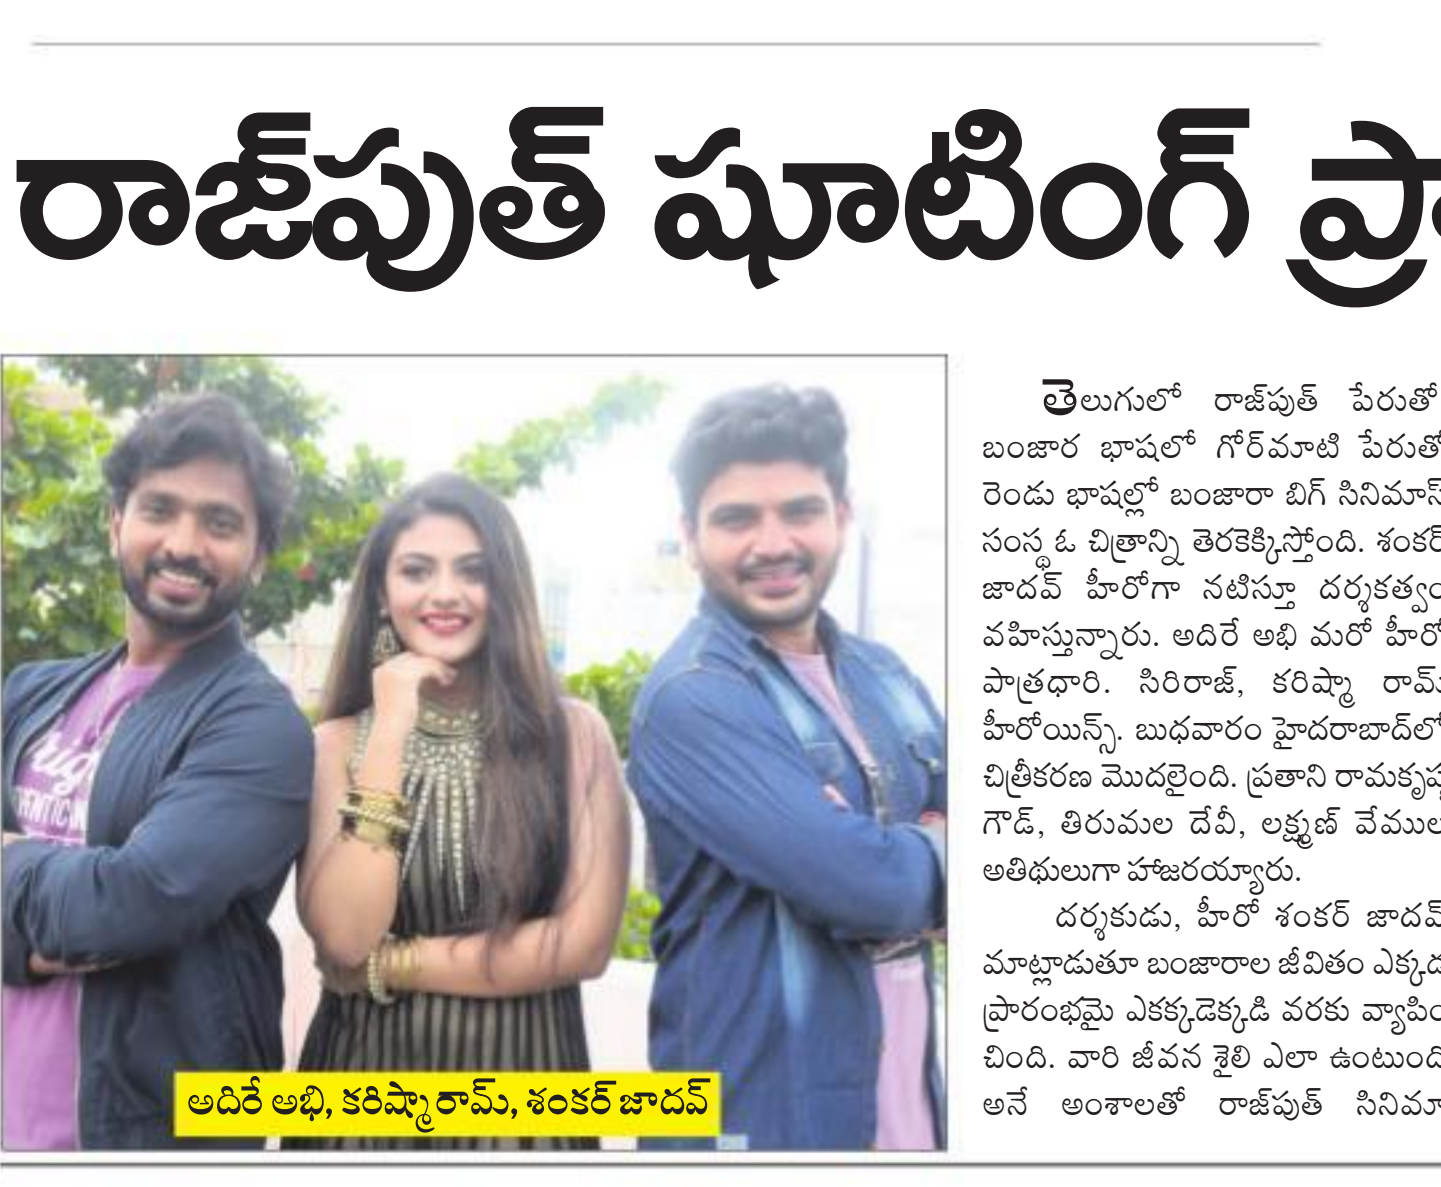 రాజ్‌పుత్ షూటింగ్ ప్రా
తెలుగులో రాజ్‌పుత్ పేరుతో
బంజార భాషలో గోర్‌మాటి పేరుతో
రెండు భాషల్లో బంజారా బిగ్ సినిమాస్
సంస్థ ఓ చిత్రాన్ని తెరకెక్కిస్తోంది. శంకర్
జాదవ్ హీరోగా నటిస్తూ దర్శకత్వం
వహిస్తున్నారు. అదిరే అభి మరో హీరో
పాత్రధారి. సిరిరాజ్, కరిష్మా రామ్
హీరోయిన్స్. బుధవారం హైదరాబాద్‌లో
చిత్రీకరణ మొదలైంది. ప్రతాని రామకృష్ణ
గౌడ్, తిరుమల దేవీ, లక్ష్మణ్ వేముల
అతిథులుగా హాజరయ్యారు.
దర్శకుడు, హీరో శంకర్ జాదవ్
మాట్లాడుతూ బంజారాల జీవితం ఎక్కడ
ప్రారంభమై ఎకక్కడెక్కడి వరకు వ్యాపిం
చింది. వారి జీవన శైలి ఎలా ఉంటుంది
అనే అంశాలతో రాజ్‌పుత్ సినిమా
అదిరే అభి, కరిష్మా రామ్, శంకర్ జాదవ్